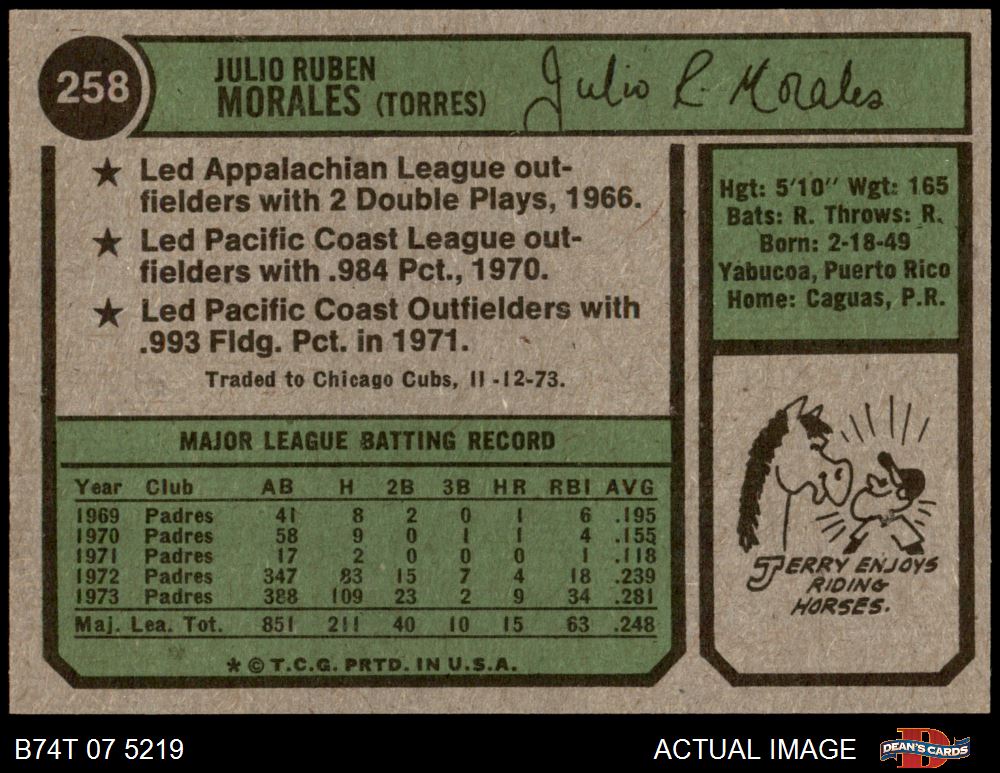 258
JULIO RUBEN
MORALES (TORRES)
Julio R. Morales
★ Led Appalachian League out-
fielders with 2 Double Plays, 1966.
★ Led Pacific Coast League out-
fielders with .984 Pct., 1970.
★ Led Pacific Coast Outfielders with
.993 Fldg. Pct. in 1971.
Traded to Chicago Cubs, 11-12-73.
Hgt: 5'10" Wgt: 165
Bats: R. Throws: R.
Born: 2-18-49
Yabucoa, Puerto Rico
Home: Caguas, P.R.
MAJOR LEAGUE BATTING RECORD
Year Club AB H 2B 3B HR RBI AVG
1969 Padres 41 8 2 0 1 6 .195
1970 Padres 58 9 0 1 1 4 .155
1971 Padres 17 2 0 0 0 1 .118
1972 Padres 347 83 15 7 4 18 .239
1973 Padres 388 109 23 2 9 34 .281
Maj. Lea. Tot. 851 211 40 10 15 63 .248
* © T.C.G. PRTD. IN U.S.A.
JERRY ENJOYS
RIDING
HORSES.
B74T 07 5219
ACTUAL IMAGE
DEAN'S CARDS